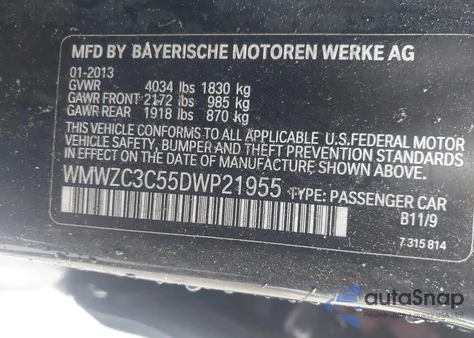 MFD BY BAYERISCHE MOTOREN WERKE AG
01-2013
GVWR 4034 lbs 1830 kg
GAWR FRONT 2172 lbs 985 kg
GAWR REAR 1918 lbs 870 kg
THIS VEHICLE CONFORMS TO ALL APPLICABLE U.S.FEDERAL MOTOR
VEHICLE SAFETY, BUMPER AND THEFT PREVENTION STANDARDS IN
EFFECT ON THE DATE OF MANUFACTURE SHOWN ABOVE.
WMWZC3C55DWP21955 TYPE: PASSENGER CAR
B11/9
7 315 814
autoSnap